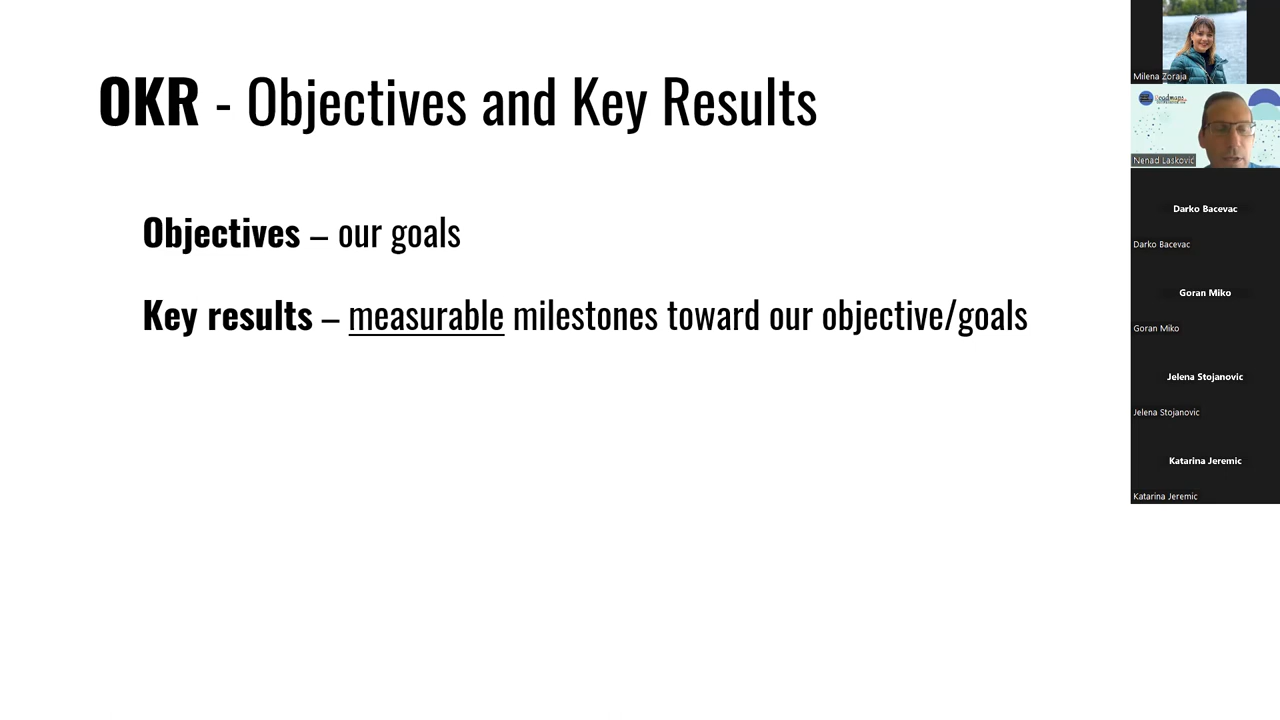 OKR - Objectives and Key Results
Objectives – our goals
Key results – measurable milestones toward our objective/goals
Milena Zoraja
Nenad Lasković
Darko Bacevac
Darko Bacevac
Goran Miko
Goran Miko
Jelena Stojanovic
Jelena Stojanovic
Katarina Jeremic
Katarina Jeremic